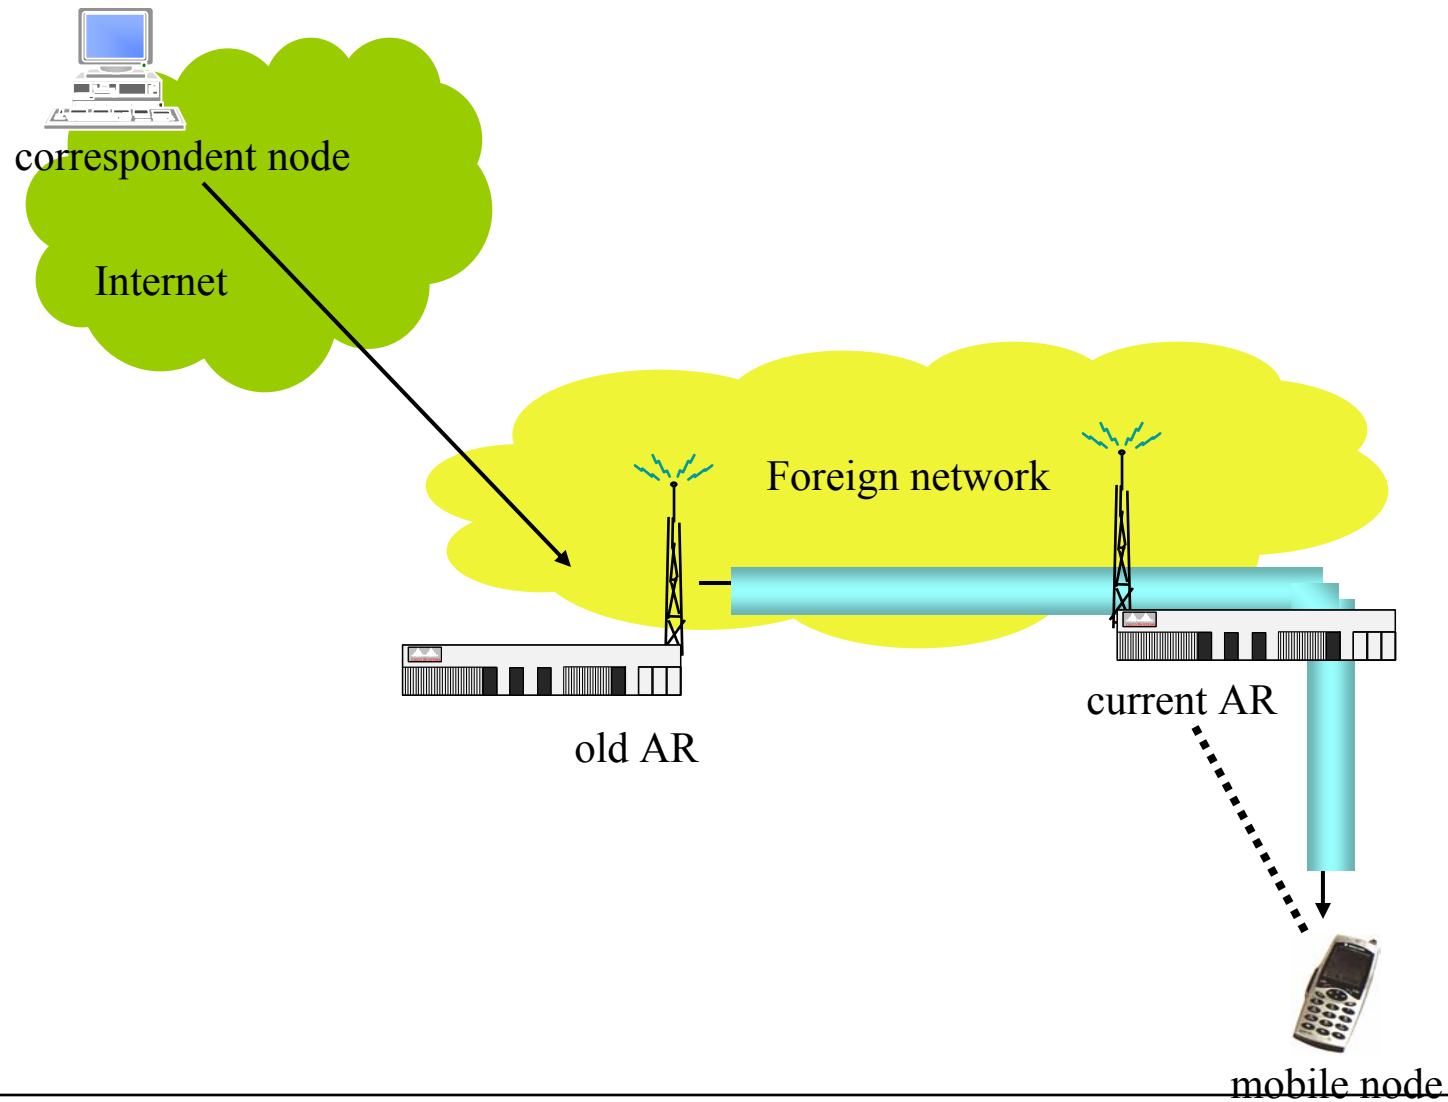 correspondent node
Internet
Foreign network
current AR
old AR
mobile node